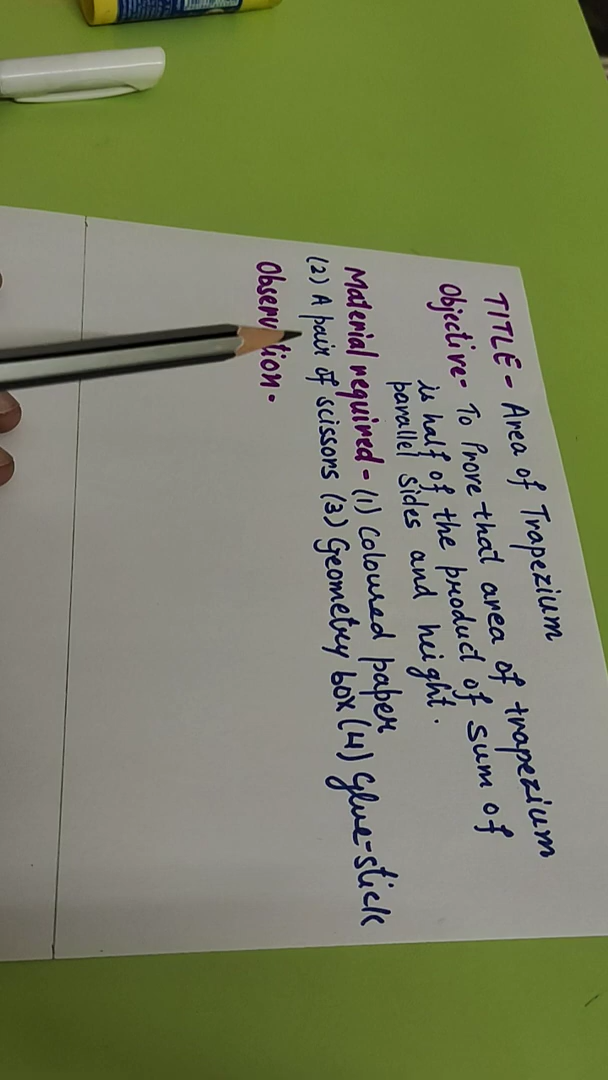 TITLE - Area of Trapezium
Objective - To Prove that area of trapezium
is half of the product of sum of
parallel sides and height.
Material required - (1) Coloured paper
(2) A pair of scissors (3) Geometry box (4) Glue-stick